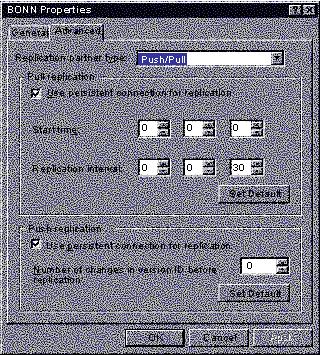 BONN Properties
General Advanced
Replication partner type: Push/Pull
Pull replication
Use persistent connection for replication
Start time: 0 0 0
Replication interval: 0 0 30
Set Default
Push replication
Use persistent connection for replication
Number of changes in version ID before 0
replication:
Set Default
OK Cancel Apply